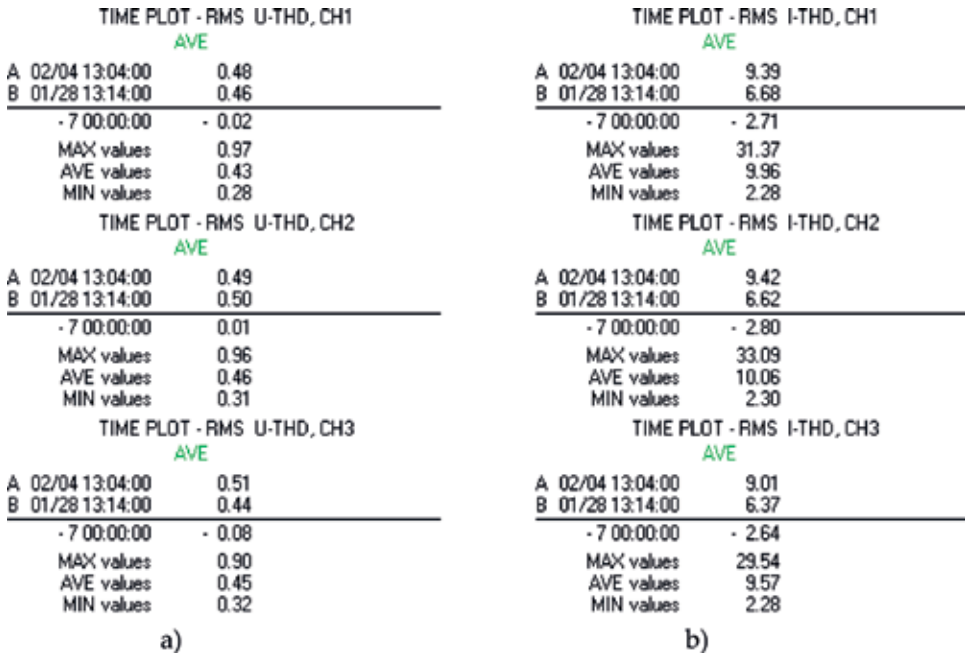 TIME PLOT - RMS U-THD, CH1
AVE
A 02/04 13:04:00 0.48
B 01/28 13:14:00 0.46
- 7 00:00:00 - 0.02
MAX values 0.97
AVE values 0.43
MIN values 0.28
TIME PLOT - RMS U-THD, CH2
AVE
A 02/04 13:04:00 0.49
B 01/28 13:14:00 0.50
- 7 00:00:00 0.01
MAX values 0.96
AVE values 0.46
MIN values 0.31
TIME PLOT - RMS U-THD, CH3
AVE
A 02/04 13:04:00 0.51
B 01/28 13:14:00 0.44
- 7 00:00:00 - 0.08
MAX values 0.90
AVE values 0.45
MIN values 0.32
a)
TIME PLOT - RMS I-THD, CH1
AVE
A 02/04 13:04:00 9.39
B 01/28 13:14:00 6.68
- 7 00:00:00 - 2.71
MAX values 31.37
AVE values 9.96
MIN values 2.28
TIME PLOT - RMS I-THD, CH2
AVE
A 02/04 13:04:00 9.42
B 01/28 13:14:00 6.62
- 7 00:00:00 - 2.80
MAX values 33.09
AVE values 10.06
MIN values 2.30
TIME PLOT - RMS I-THD, CH3
AVE
A 02/04 13:04:00 9.01
B 01/28 13:14:00 6.37
- 7 00:00:00 - 2.64
MAX values 29.54
AVE values 9.57
MIN values 2.28
b)